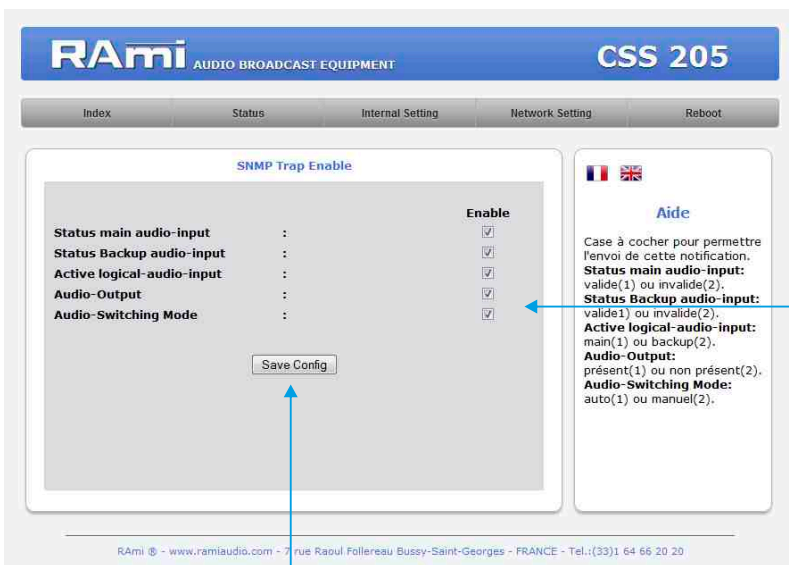 RAmi AUDIO BROADCAST EQUIPMENT
CSS 205
Index Status Internal Setting Network Setting Reboot
SNMP Trap Enable
Enable
Status main audio-input :
Status Backup audio-input :
Active logical-audio-input :
Audio-Output :
Audio-Switching Mode :
Save Config
Aide
Case à cocher pour permettre
l'envoi de cette notification.
Status main audio-input:
valide(1) ou invalide(2).
Status Backup audio-input:
valide1) ou invalide(2).
Active
logical-audio-input:
main(1) ou backup(2).
Audio-Output:
présent(1) ou non présent(2).
Audio-Switching Mode:
auto(1) ou manuel(2).
RAmi ® - www.ramiaudio.com - 7 rue Raoul Follereau Bussy-Saint-Georges - FRANCE - Tel.:(33)1 64 66 20 20